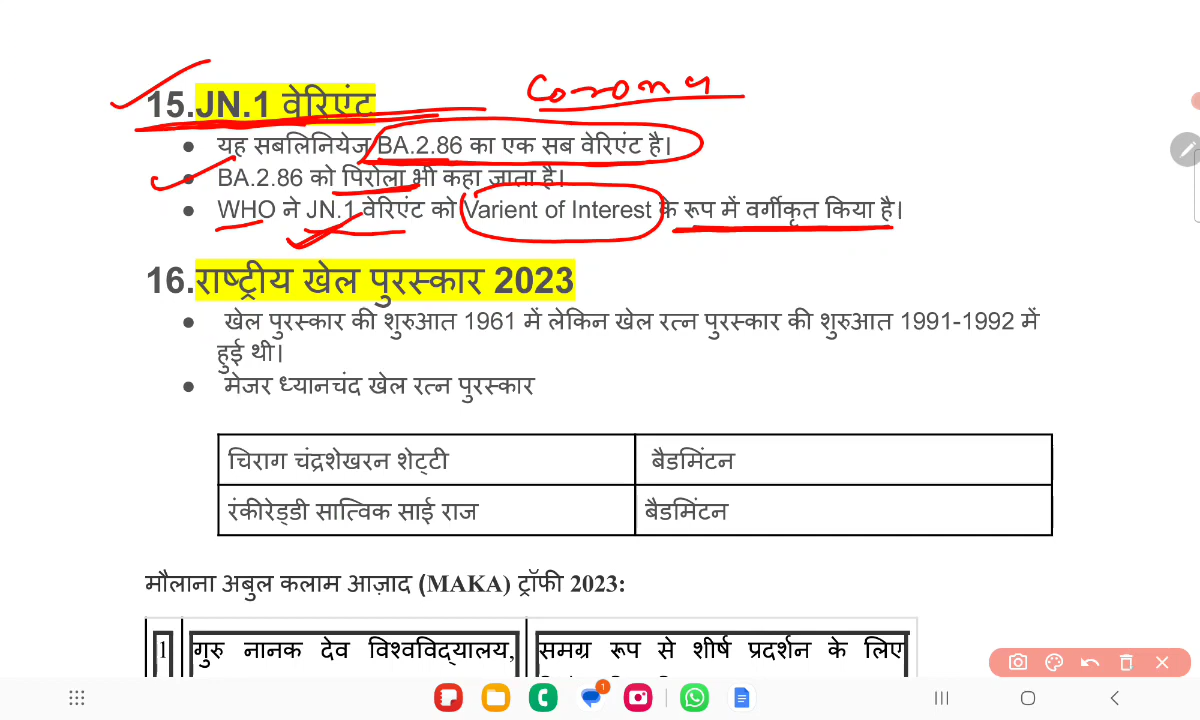 Corona
15.JN.1 वेरिएंट
● यह सबलिनियेज BA.2.86 का एक सब वेरिएंट है।
● BA.2.86 को पिरोला भी कहा जाता है।
● WHO ने JN.1 वेरिएंट को Varient of Interest के रूप में वर्गीकृत किया है।
16.राष्ट्रीय खेल पुरस्कार 2023
● खेल पुरस्कार की शुरुआत 1961 में लेकिन खेल रत्न पुरस्कार की शुरुआत 1991-1992 में
हुई थी।
● मेजर ध्यानचंद खेल रत्न पुरस्कार
चिराग चंद्रशेखरन शेट्टी बैडमिंटन
रंकीरेड्डी सात्विक साई राज बैडमिंटन
मौलाना अबुल कलाम आज़ाद (MAKA) ट्रॉफी 2023:
1 गुरु नानक देव विश्वविद्यालय, समग्र रूप से शीर्ष प्रदर्शन के लिए
1